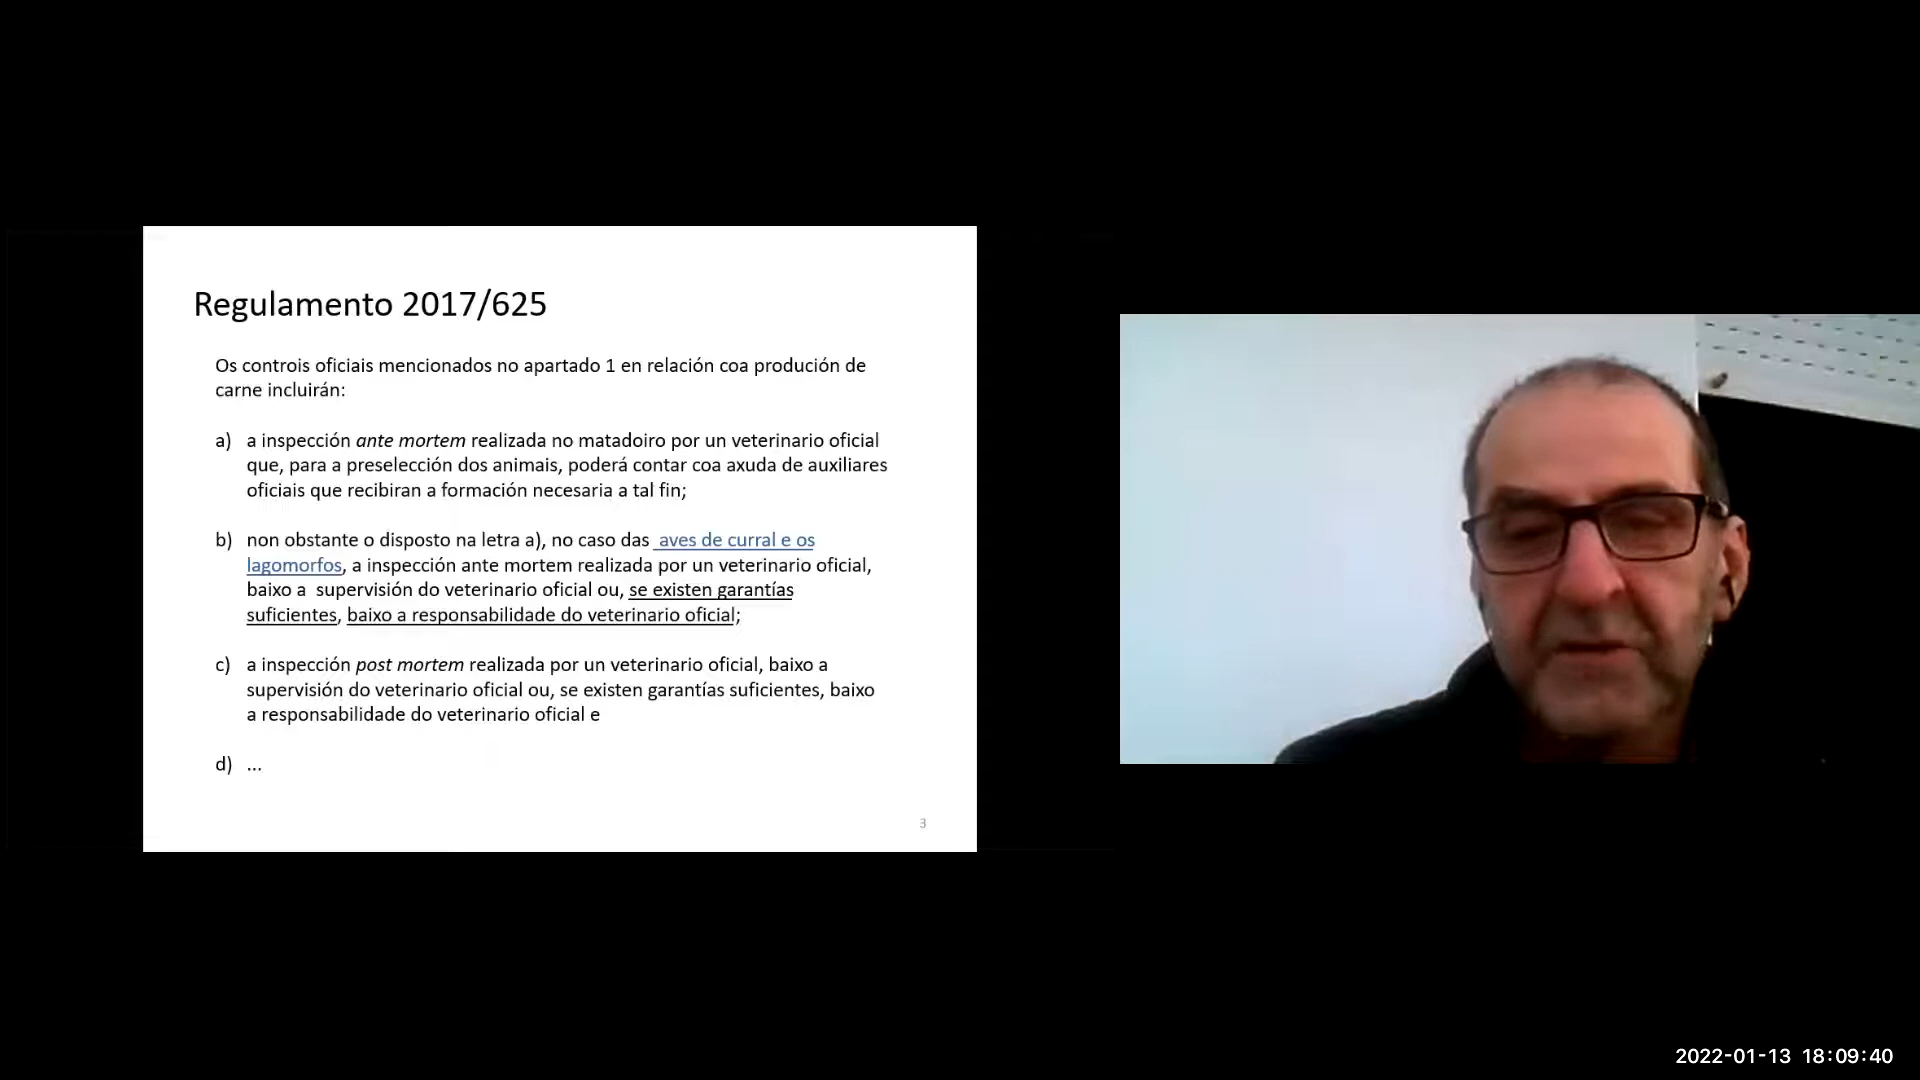 Regulamento 2017/625
Os controis oficiais mencionados no apartado 1 en relación coa produción de
carne incluirán:
a) a inspección ante mortem realizada no matadoiro por un veterinario oficial
que, para a preselección dos animais, poderá contar coa axuda de auxiliares
oficiais que recibiran a formación necesaria a tal fin;
b) non obstante o disposto na letra a), no caso das aves de curral e os
lagomorfos, a inspección ante mortem realizada por un veterinario oficial,
baixo a supervisión do veterinario oficial ou, se existen garantías
suficientes, baixo a responsabilidade do veterinario oficial;
c) a inspección post mortem realizada por un veterinario oficial, baixo a
supervisión do veterinario oficial ou, se existen garantías suficientes, baixo
a responsabilidade do veterinario oficial e
d) ...
3
2022-01-13 18:09:40